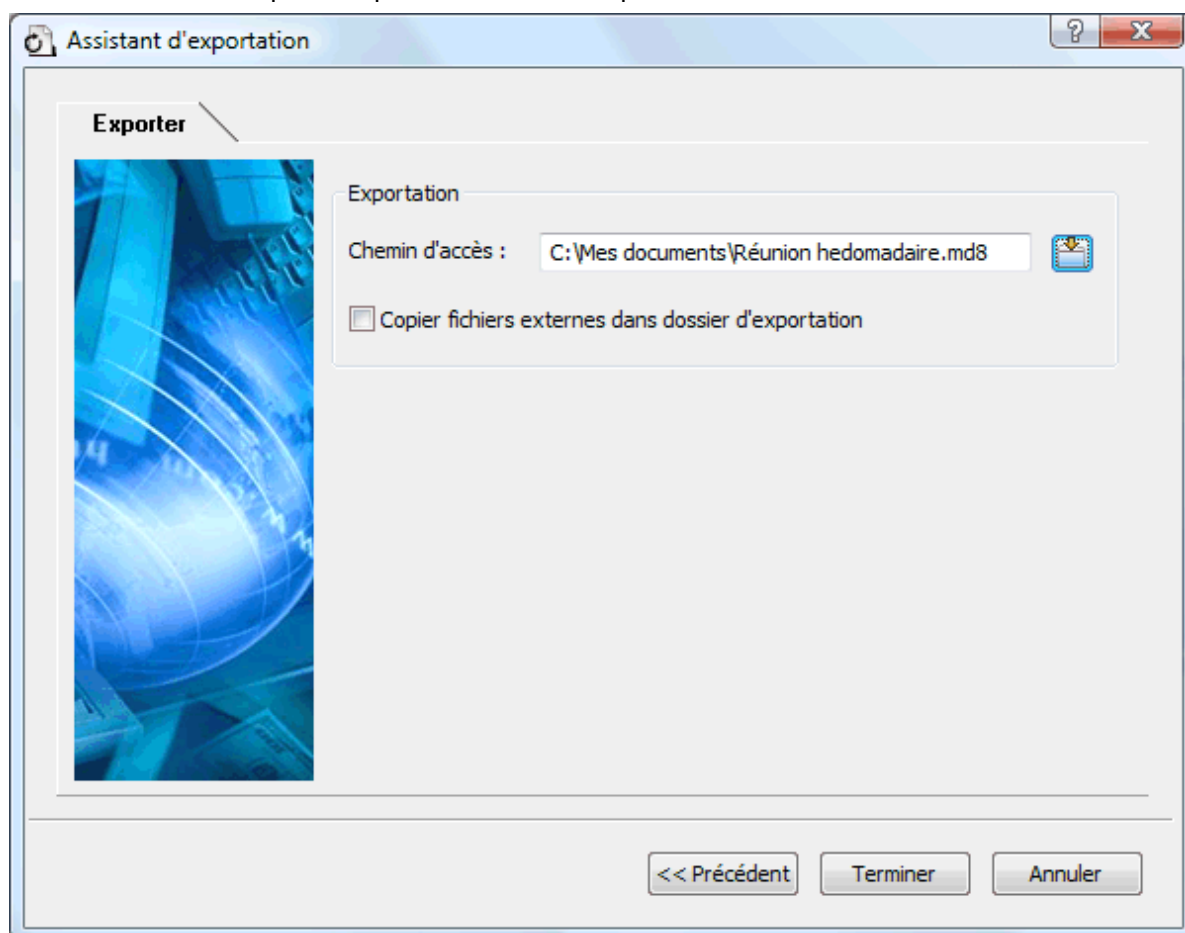 Assistant d'exportation
?
X
Exporter
Exportation
Chemin d'accès : C:\Mes documents\Réunion hedomadaire.md8
Copier fichiers externes dans dossier d'exportation
<< Précédent Terminer Annuler